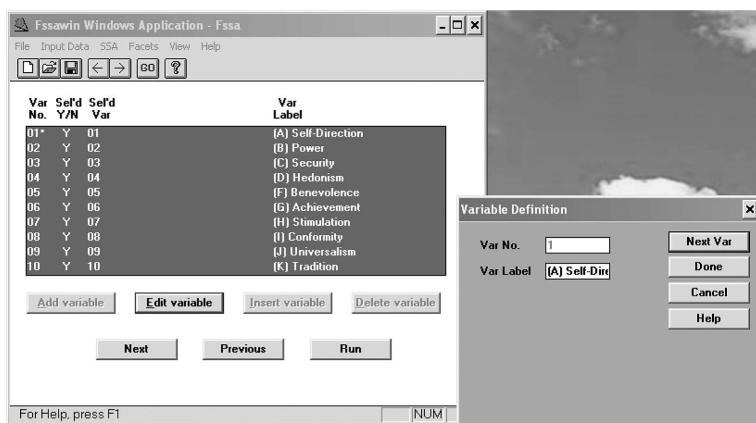 Fssawin Windows Application - Fssa
File Input Data SSA Facets View Help
GO ?
Var Sel'd Sel'd Var
No. Y/N Var Label
01* Y 01 (A) Self-Direction
02 Y 02 (B) Power
03 Y 03 (C) Security
04 Y 04 (D) Hedonism
05 Y 05 (F) Benevolence
06 Y 06 (G) Achievement
07 Y 07 (H) Stimulation
08 Y 08 (I) Conformity
09 Y 09 (J) Universalism
10 Y 10 (K) Tradition
Add variable Edit variable Insert variable Delete variable
Next Previous Run
For Help, press F1 NUM
Variable Definition
Var No. 1 Next Var
Var Label (A) Self-Dire Done
Cancel
Help